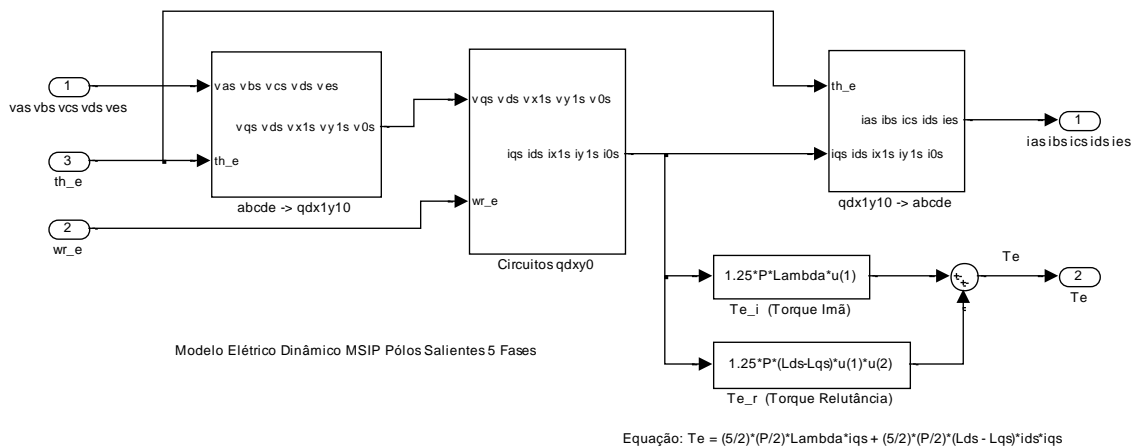 1
vas vbs vcs vds ves
3
th_e
2
wr_e
vas vbs vcs vds ves
vqs vds vx1s vy1s v0s
th_e
abcde -> qdx1y10
vqs vds vx1s vy1s v0s
iqs ids ix1s iy1s i0s
wr_e
Circuitos qdxy0
th_e
ias ibs ics ids ies
iqs ids ix1s iy1s i0s
qdx1y10 -> abcde
1
ias ibs ics ids ies
1.25*P*Lambda*u(1)
Te_i (Torque Imã)
Te
2
Te
1.25*P*(Lds-Lqs)*u(1)*u(2)
Te_r (Torque Relutância)
Modelo Elétrico Dinâmico MSIP Pólos Salientes 5 Fases
Equação: Te = (5/2)*(P/2)*Lambda*iqs + (5/2)*(P/2)*(Lds - Lqs)*ids*iqs